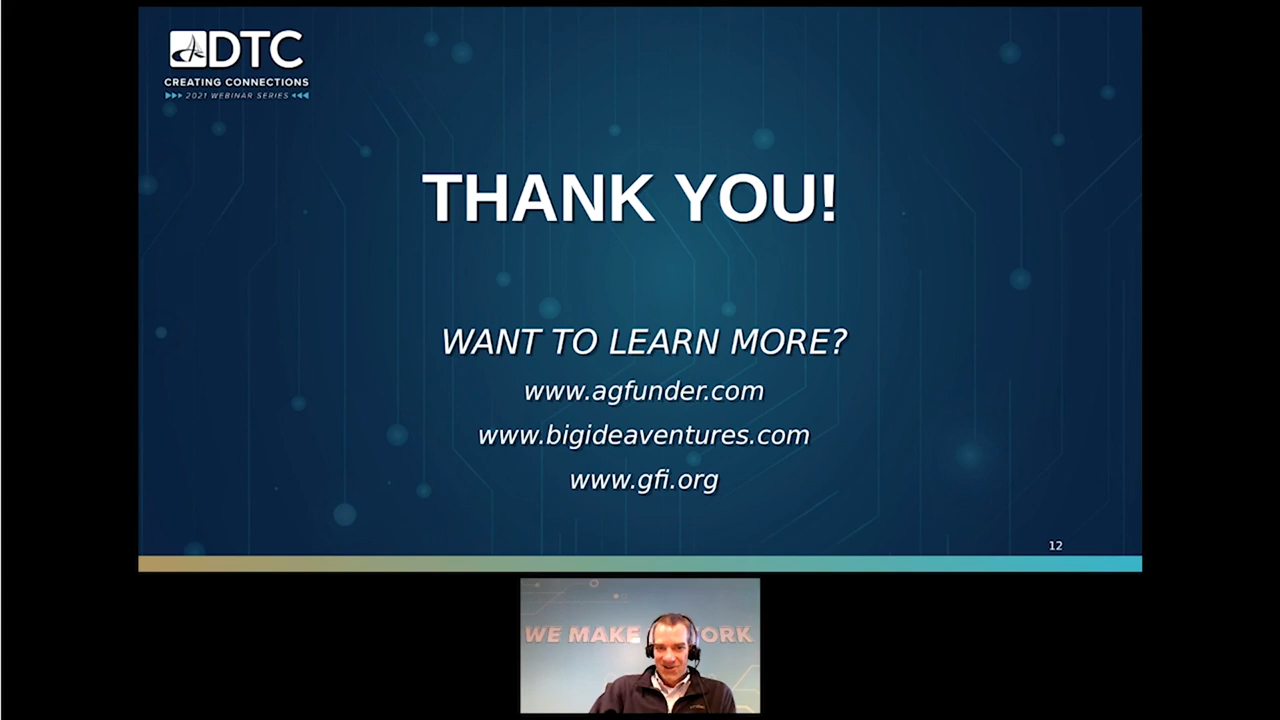 DTC
CREATING CONNECTIONS
2021 WEBINAR SERIES
THANK YOU!
WANT TO LEARN MORE?
www.agfunder.com
www.bigideaventures.com
www.gfi.org
12
WE MAKE ORK